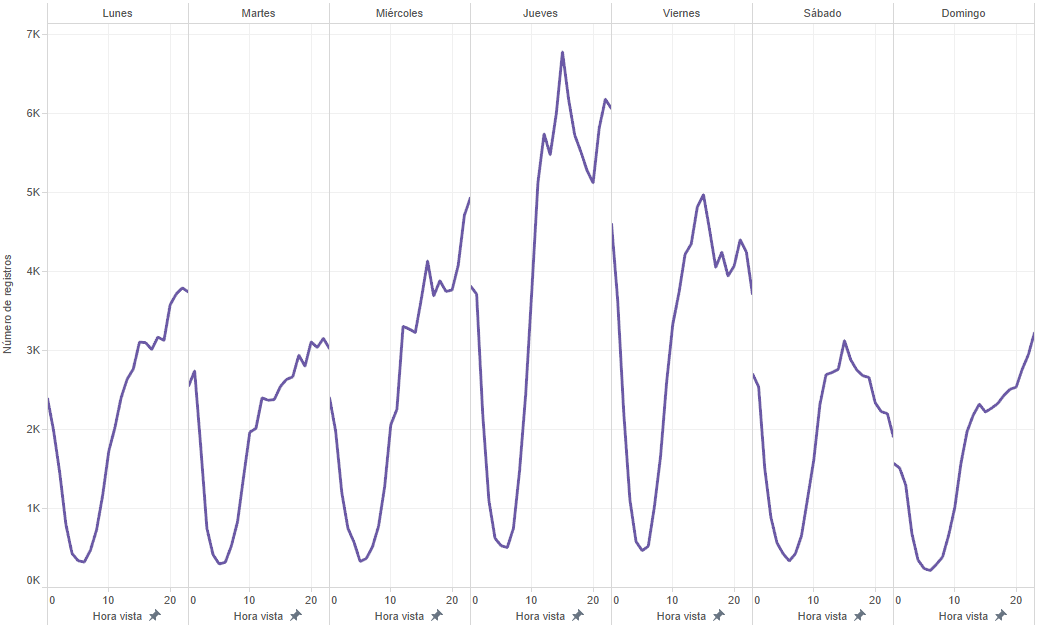 Lunes Martes Miércoles Jueves Viernes Sábado Domingo
7K
6K
5K
4K
3K
2K
1K
0K
Número de registros
0 10 20 0 10 20 0 10 20 0 10 20 0 10 20 0 10 20 0 10 20
Hora vista Hora vista Hora vista Hora vista Hora vista Hora vista Hora vista